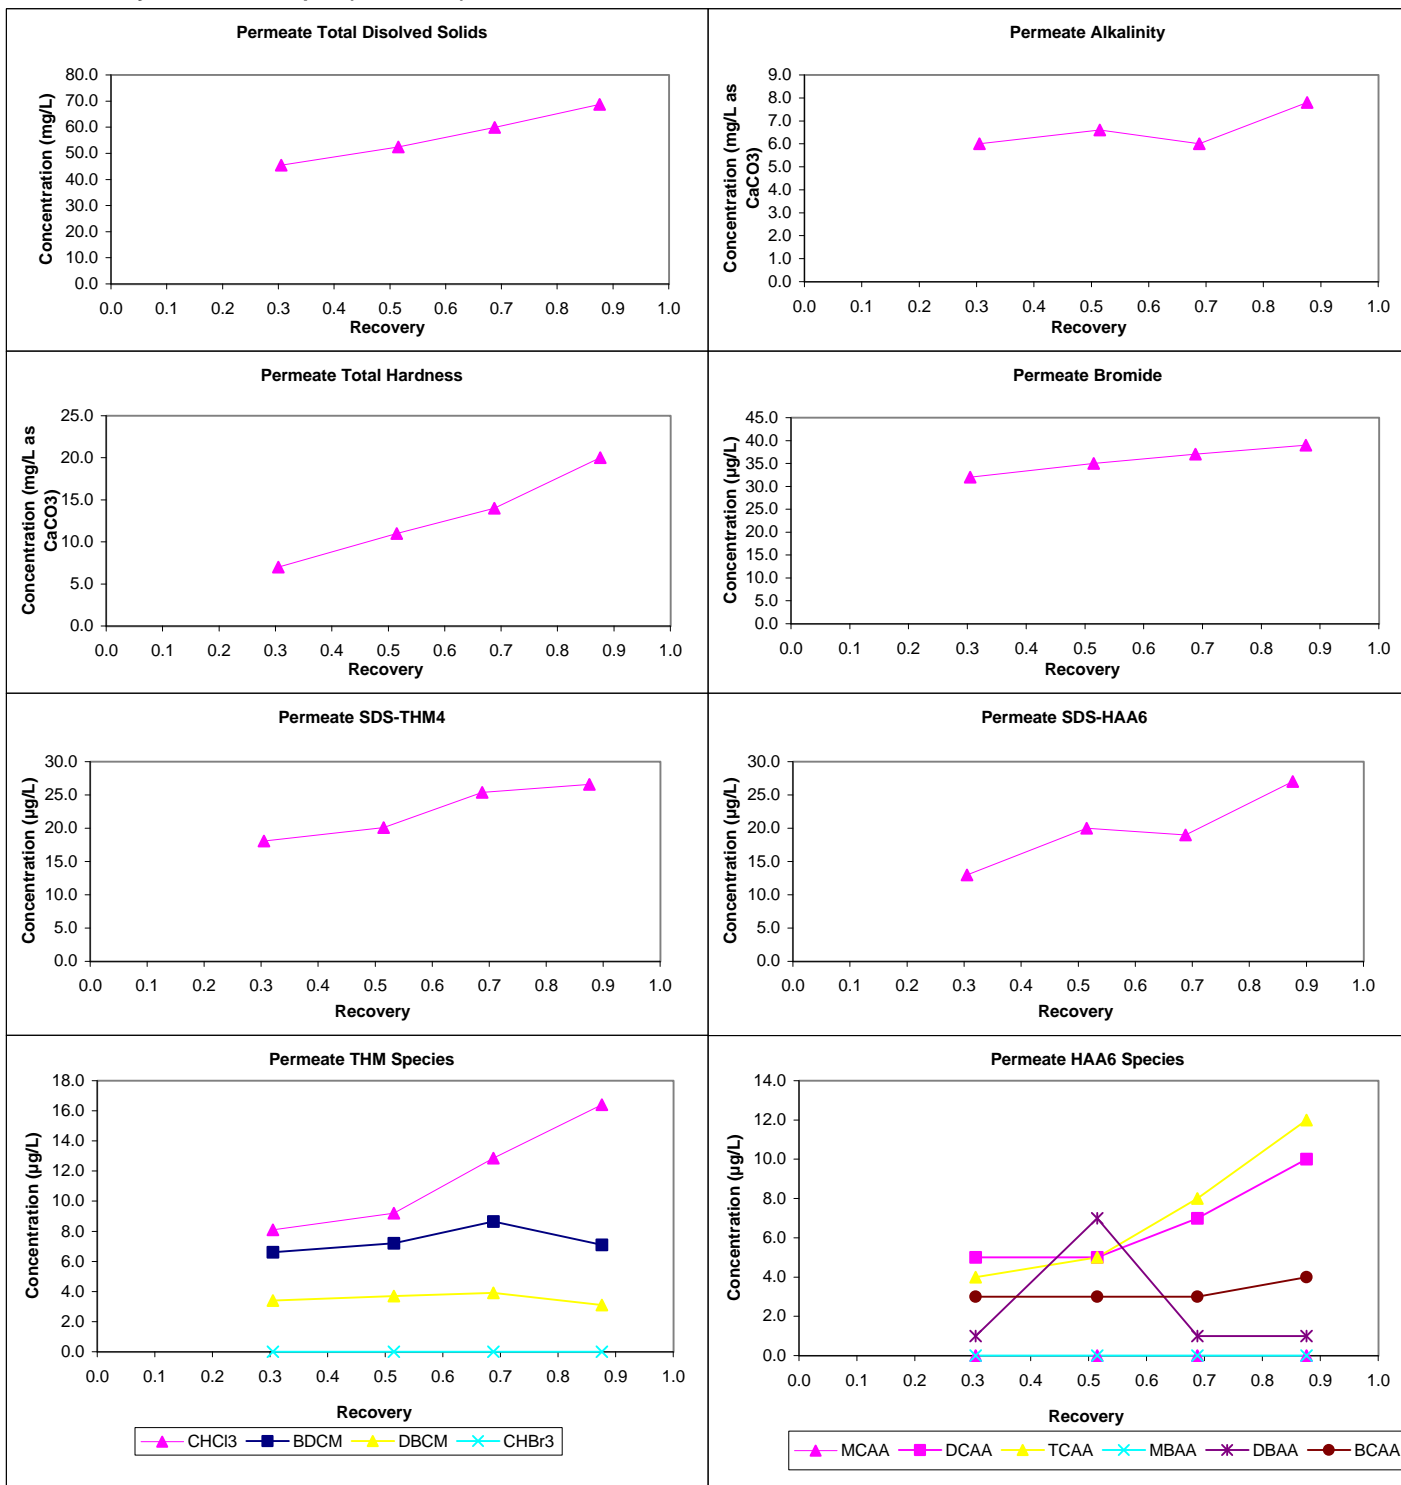 Permeate Total Disolved Solids
Concentration (mg/L)
80.0
70.0
60.0
50.0
40.0
30.0
20.0
10.0
0.0
0.0 0.1 0.2 0.3 0.4 0.5 0.6 0.7 0.8 0.9 1.0
Recovery
Permeate Alkalinity
Concentration (mg/L as
CaCO3)
9.0
8.0
7.0
6.0
5.0
4.0
3.0
2.0
1.0
0.0
0.0 0.1 0.2 0.3 0.4 0.5 0.6 0.7 0.8 0.9 1.0
Recovery
Permeate Total Hardness
Concentration (mg/L as
CaCO3)
25.0
20.0
15.0
10.0
5.0
0.0
0.0 0.1 0.2 0.3 0.4 0.5 0.6 0.7 0.8 0.9 1.0
Recovery
Permeate Bromide
Concentration (µg/L)
45.0
40.0
35.0
30.0
25.0
20.0
15.0
10.0
5.0
0.0
0.0 0.1 0.2 0.3 0.4 0.5 0.6 0.7 0.8 0.9 1.0
Recovery
Permeate SDS-THM4
Concentration (µg/L)
30.0
25.0
20.0
15.0
10.0
5.0
0.0
0.0 0.1 0.2 0.3 0.4 0.5 0.6 0.7 0.8 0.9 1.0
Recovery
Permeate SDS-HAA6
Concentration (µg/L)
30.0
25.0
20.0
15.0
10.0
5.0
0.0
0.0 0.1 0.2 0.3 0.4 0.5 0.6 0.7 0.8 0.9 1.0
Recovery
Permeate THM Species
Concentration (µg/L)
18.0
16.0
14.0
12.0
10.0
8.0
6.0
4.0
2.0
0.0
0.0 0.1 0.2 0.3 0.4 0.5 0.6 0.7 0.8 0.9 1.0
Recovery
CHCl3 BDCM DBCM CHBr3
Permeate HAA6 Species
Concentration (µg/L)
14.0
12.0
10.0
8.0
6.0
4.0
2.0
0.0
0.0 0.1 0.2 0.3 0.4 0.5 0.6 0.7 0.8 0.9 1.0
Recovery
MCAA DCAA TCAA MBAA DBAA BCAA